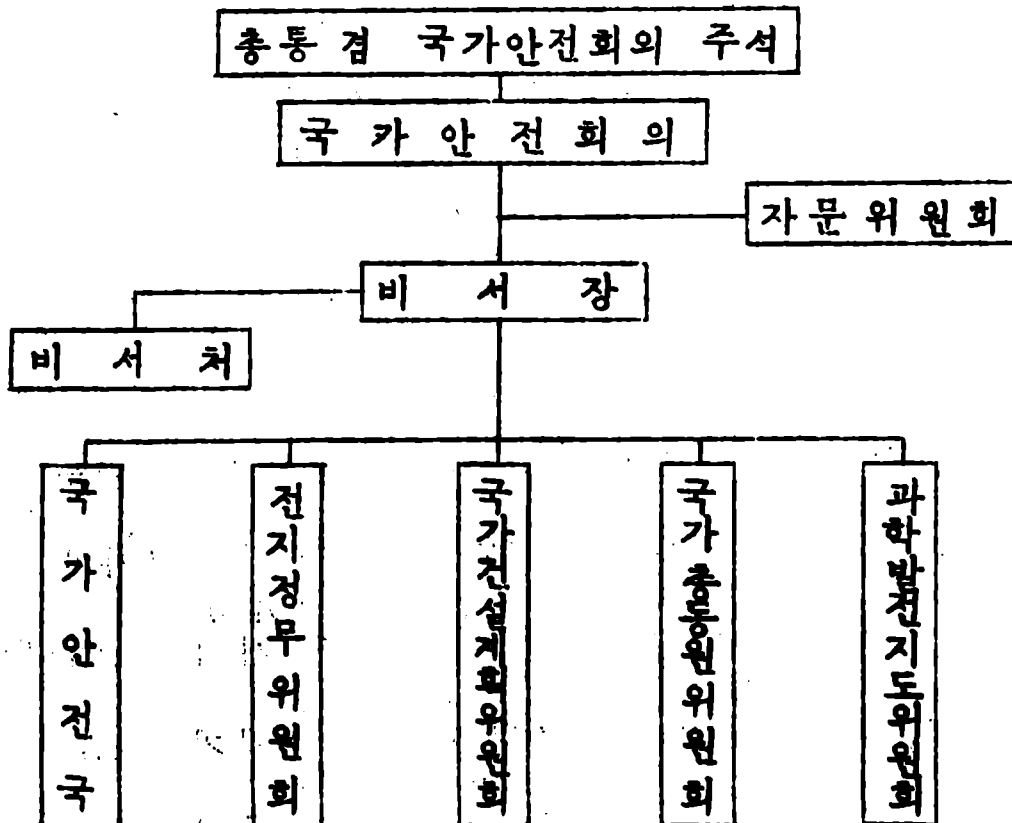 총통 겸 국가안전회의 주석
국가안전회의
자문위원회
비서장
비서처
국가안전국
전지정무위원회
국가건설계획위원회
국가총동원위원회
과학발전지도위원회